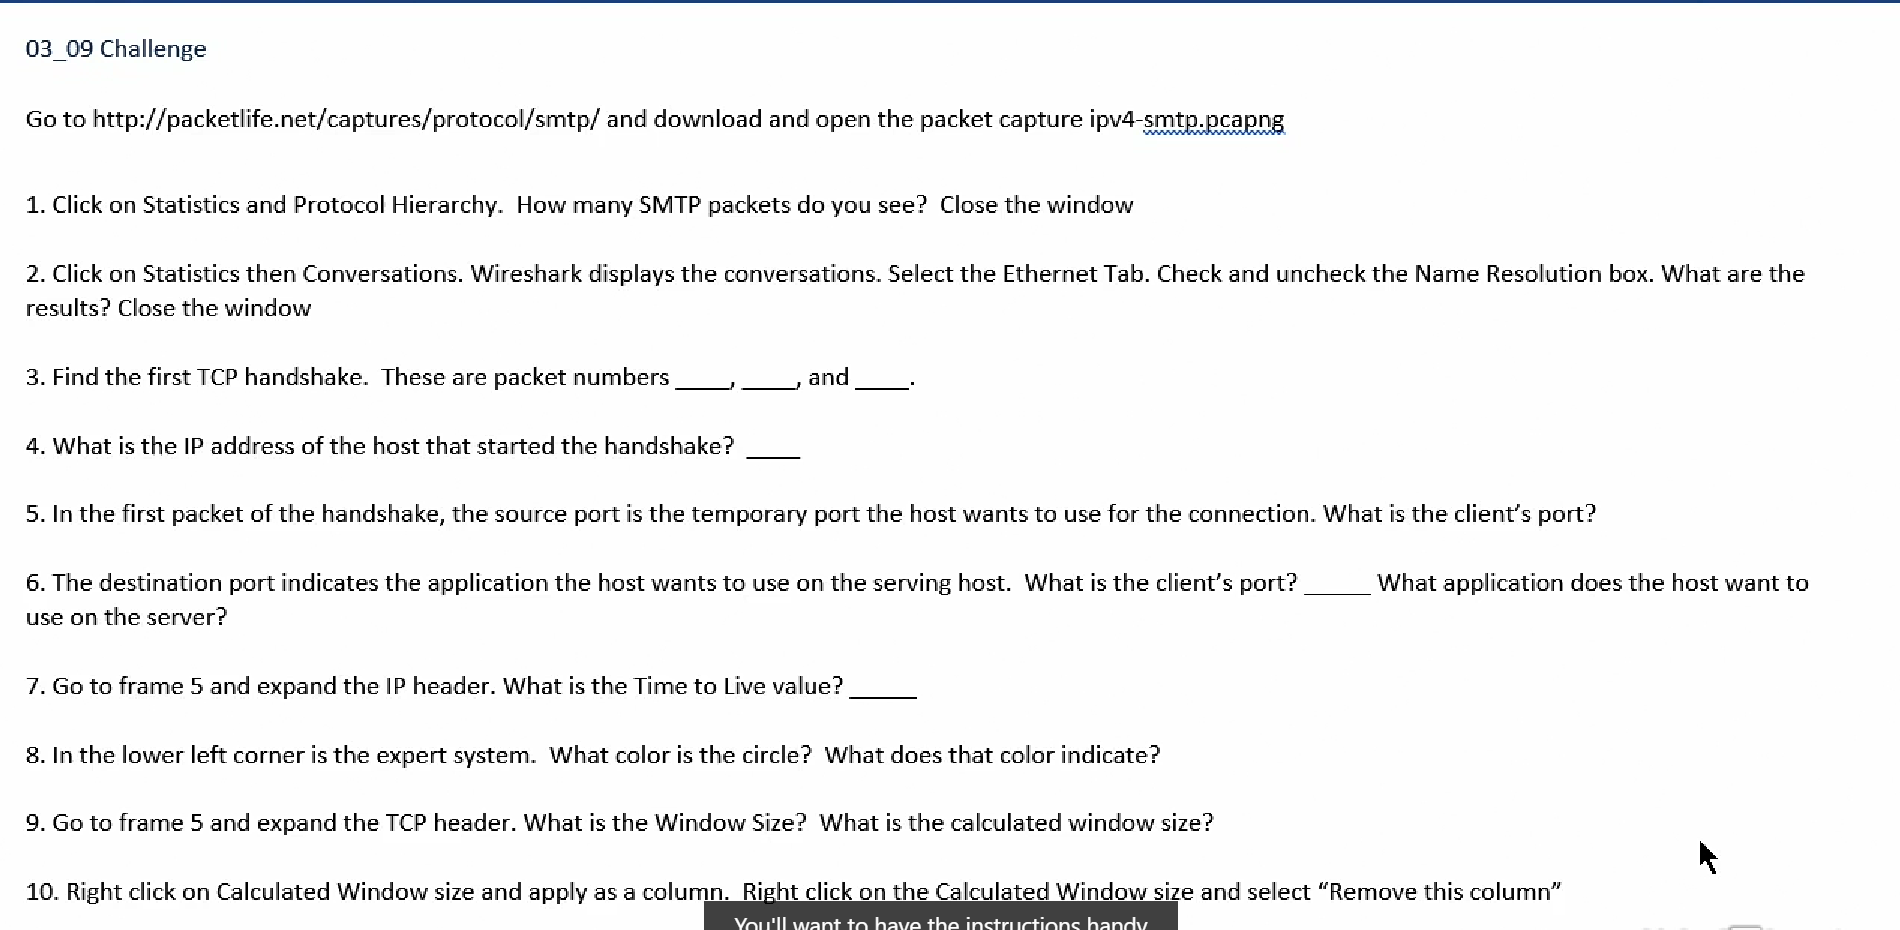 03_09 Challenge
Go to http://packetlife.net/captures/protocol/smtp/ and download and open the packet capture ipv4-smtp.pcapng
1. Click on Statistics and Protocol Hierarchy.  How many SMTP packets do you see?  Close the window
2. Click on Statistics then Conversations. Wireshark displays the conversations. Select the Ethernet Tab. Check and uncheck the Name Resolution box. What are the
results? Close the window
3. Find the first TCP handshake.  These are packet numbers ____, ____, and ____.
4. What is the IP address of the host that started the handshake? ____
5. In the first packet of the handshake, the source port is the temporary port the host wants to use for the connection. What is the client’s port?
6. The destination port indicates the application the host wants to use on the serving host.  What is the client’s port? _____ What application does the host want to
use on the server?
7. Go to frame 5 and expand the IP header. What is the Time to Live value? _____
8. In the lower left corner is the expert system.  What color is the circle?  What does that color indicate?
9. Go to frame 5 and expand the TCP header. What is the Window Size?  What is the calculated window size?
10. Right click on Calculated Window size and apply as a column.  Right click on the Calculated Window size and select “Remove this column”
You'll want to have the instructions handy